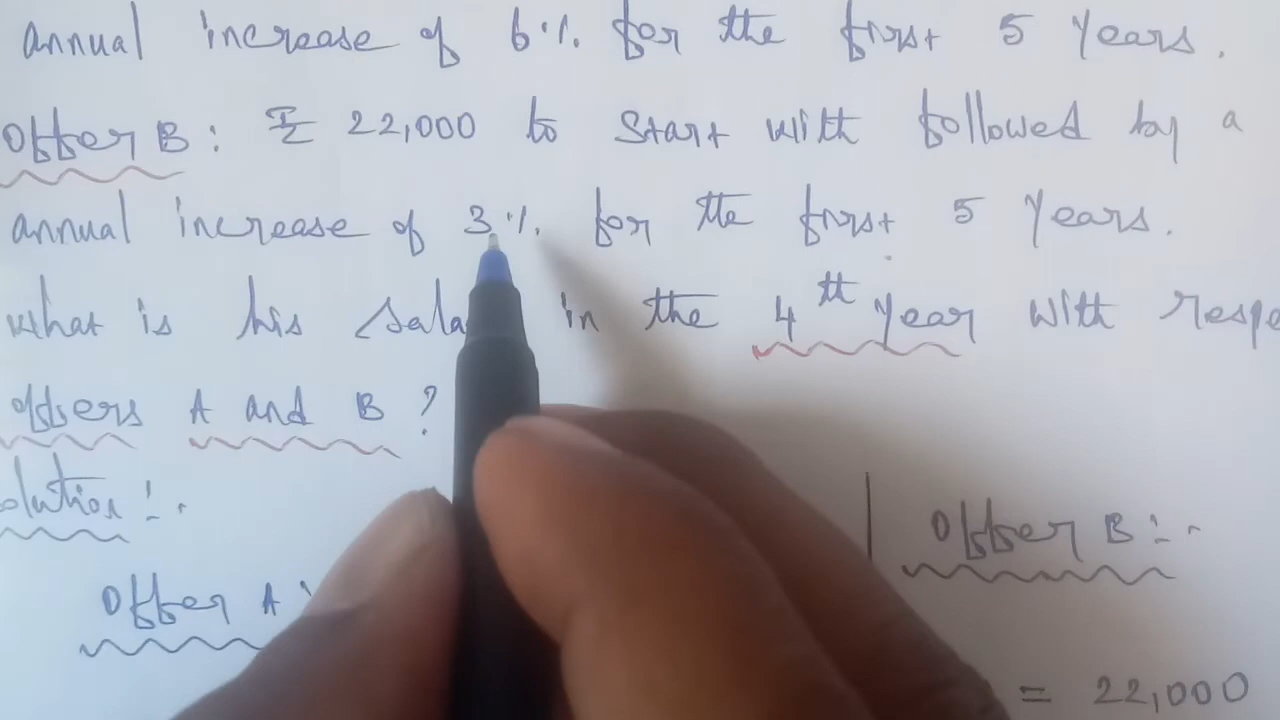 annual increase of 6% for the first 5 years.
Offer B: ₹ 22,000 to start with followed by a
annual increase of 3% for the first 5 years.
What is his in the 4th year with
offers A and B ?
Offer B :-
Offer A
= 22,000